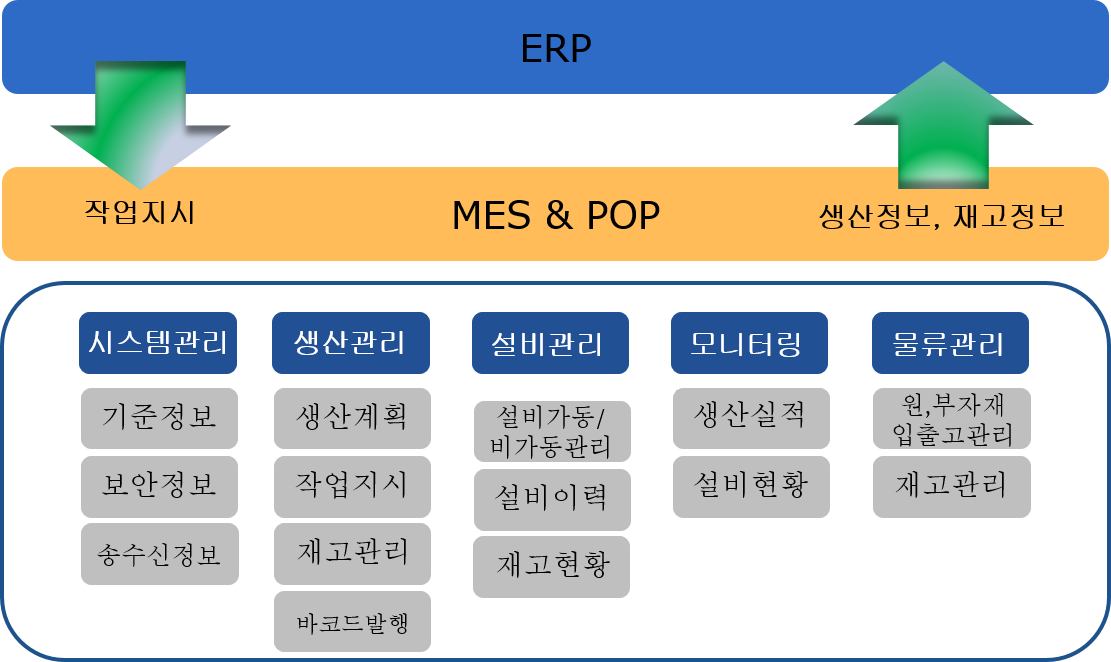 ERP
작업지시
MES & POP
생산정보, 재고정보
시스템관리
기준정보
보안정보
송수신정보
생산관리
생산계획
작업지시
재고관리
바코드발행
설비관리
설비가동/
비가동관리
설비이력
재고현황
모니터링
생산실적
설비현황
물류관리
원,부자재
입출고관리
재고관리